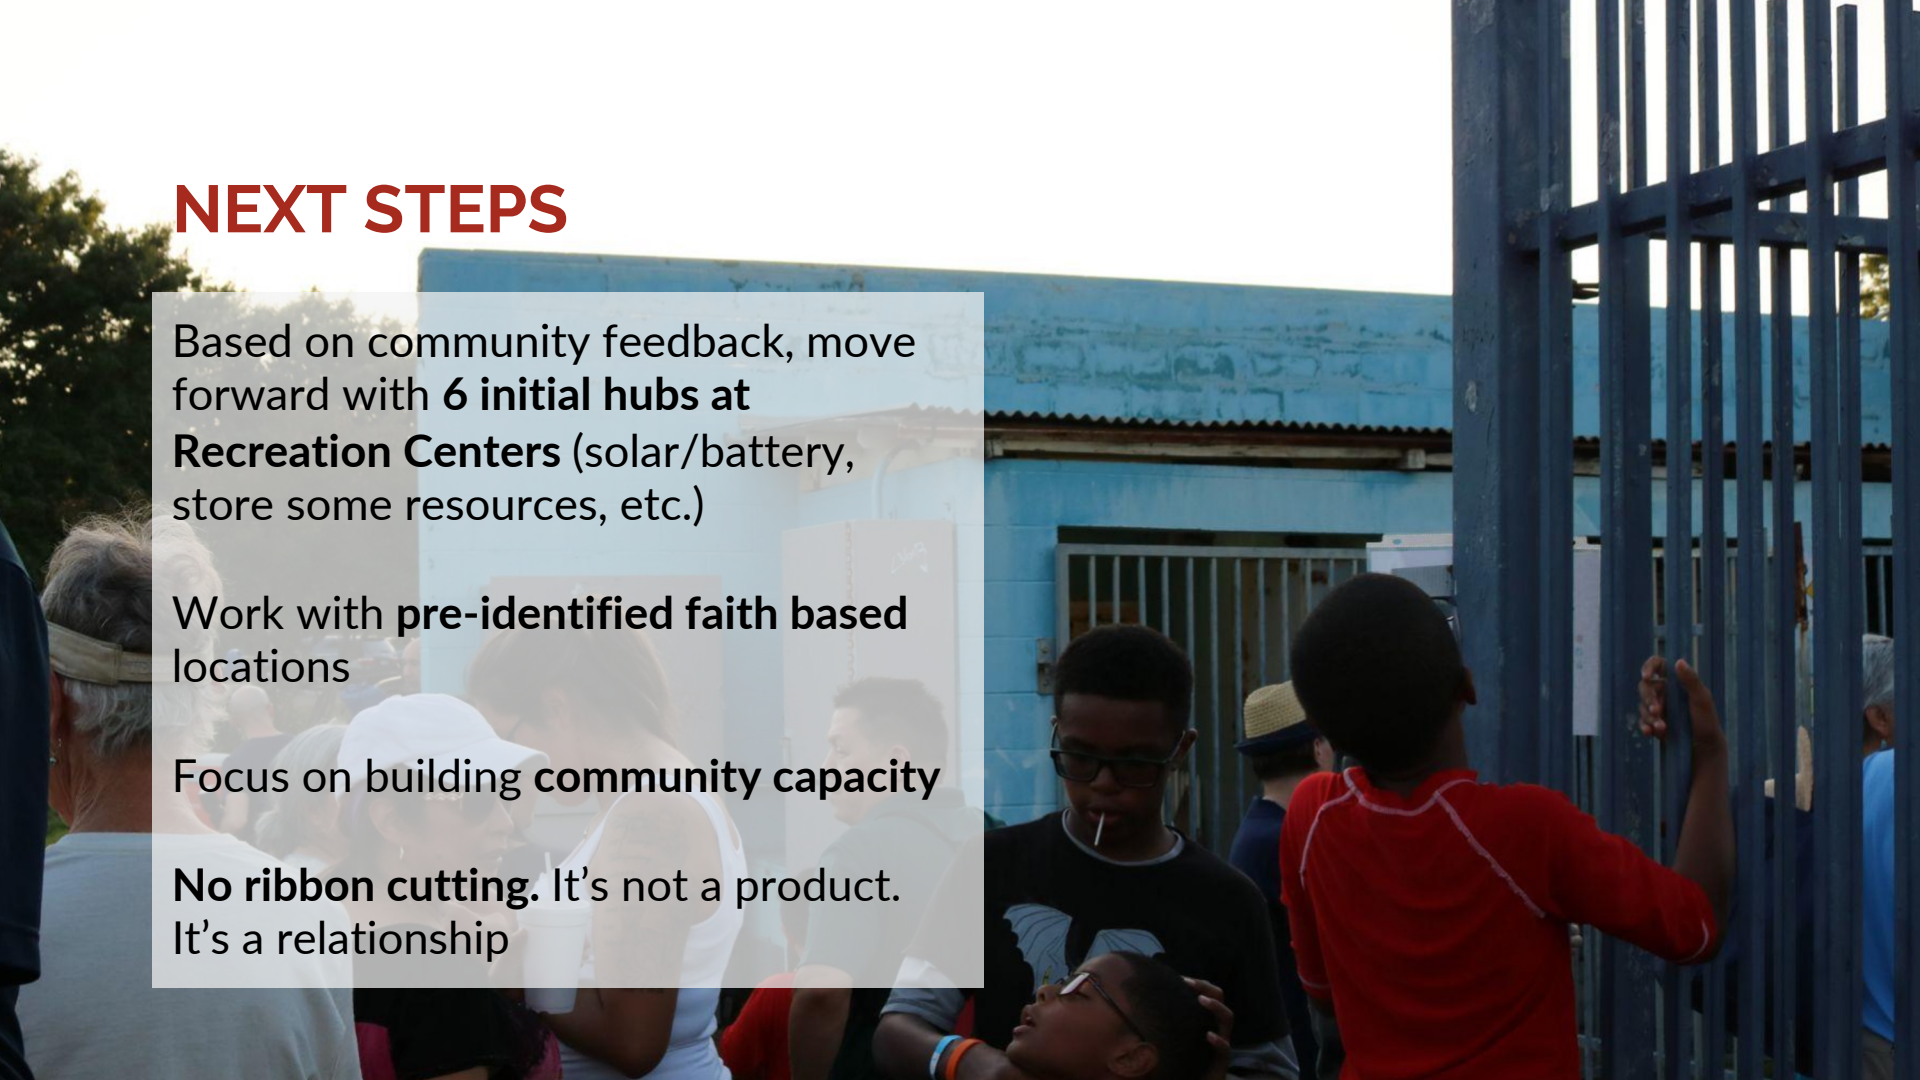 NEXT STEPS
Based on community feedback, move
forward with 6 initial hubs at
Recreation Centers (solar/battery,
store some resources, etc.)
Work with pre-identified faith based
locations
Focus on building community capacity
No ribbon cutting. It’s not a product.
It’s a relationship